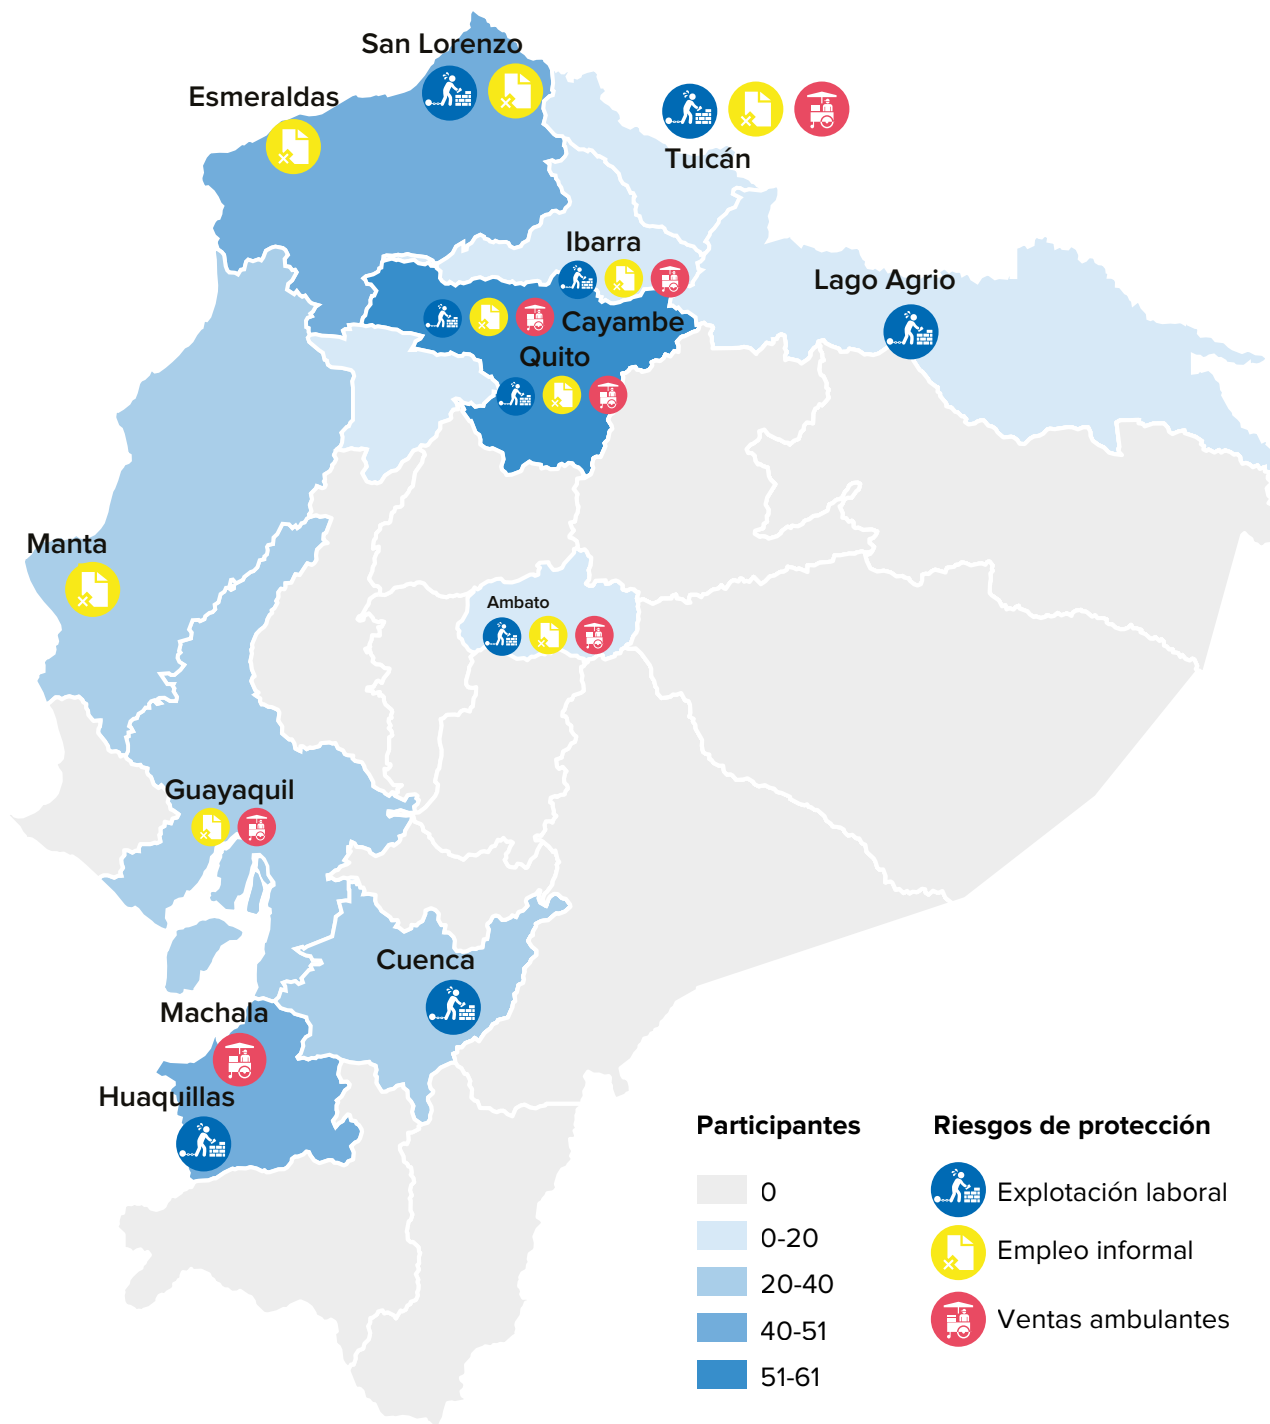 San Lorenzo
Esmeraldas
Tulcán
Ibarra
Lago Agrio
Cayambe
Quito
Manta
Ambato
Guayaquil
Cuenca
Machala
Huaquillas
Participantes
0
0-20
20-40
40-51
51-61
Riesgos de protección
Explotación laboral
Empleo informal
Ventas ambulantes